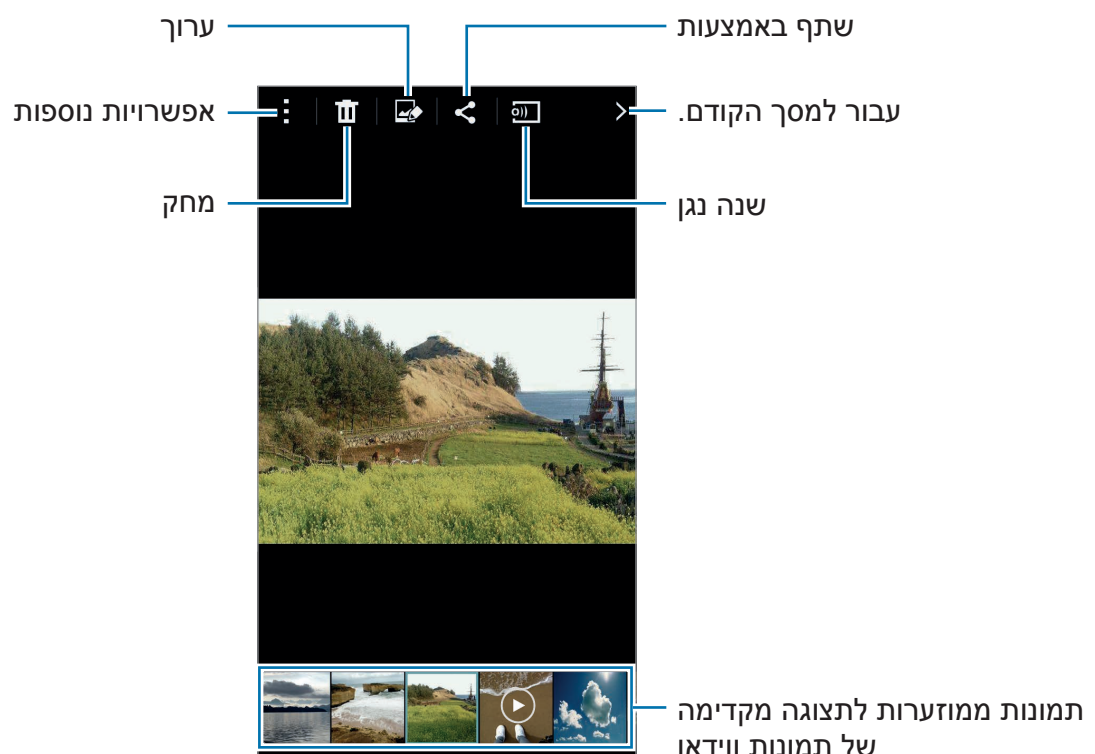 שתף באמצעות
ערוך
עבור למסך הקודם.
אפשרויות נוספות
שנה נגן
מחק
תמונות ממוזערות לתצוגה מקדימה
של תמונות ווידאו